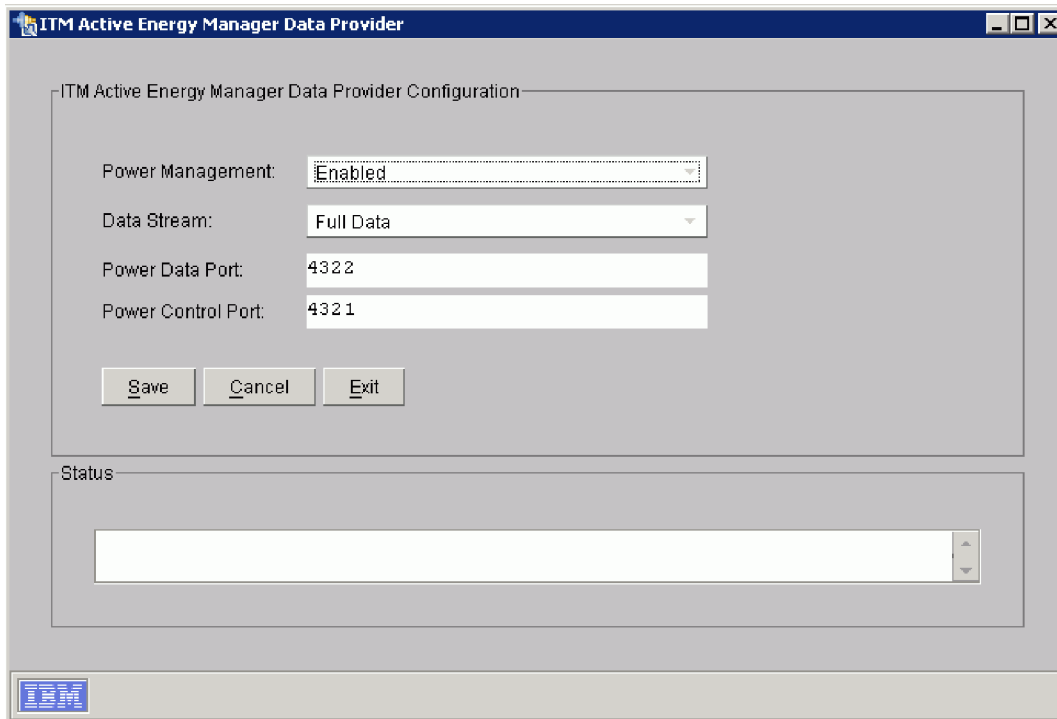 ITM Active Energy Manager Data Provider
ITM Active Energy Manager Data Provider Configuration
Power Management: Enabled
Data Stream: Full Data
Power Data Port: 4322
Power Control Port: 4321
Save Cancel Exit
Status
IBM